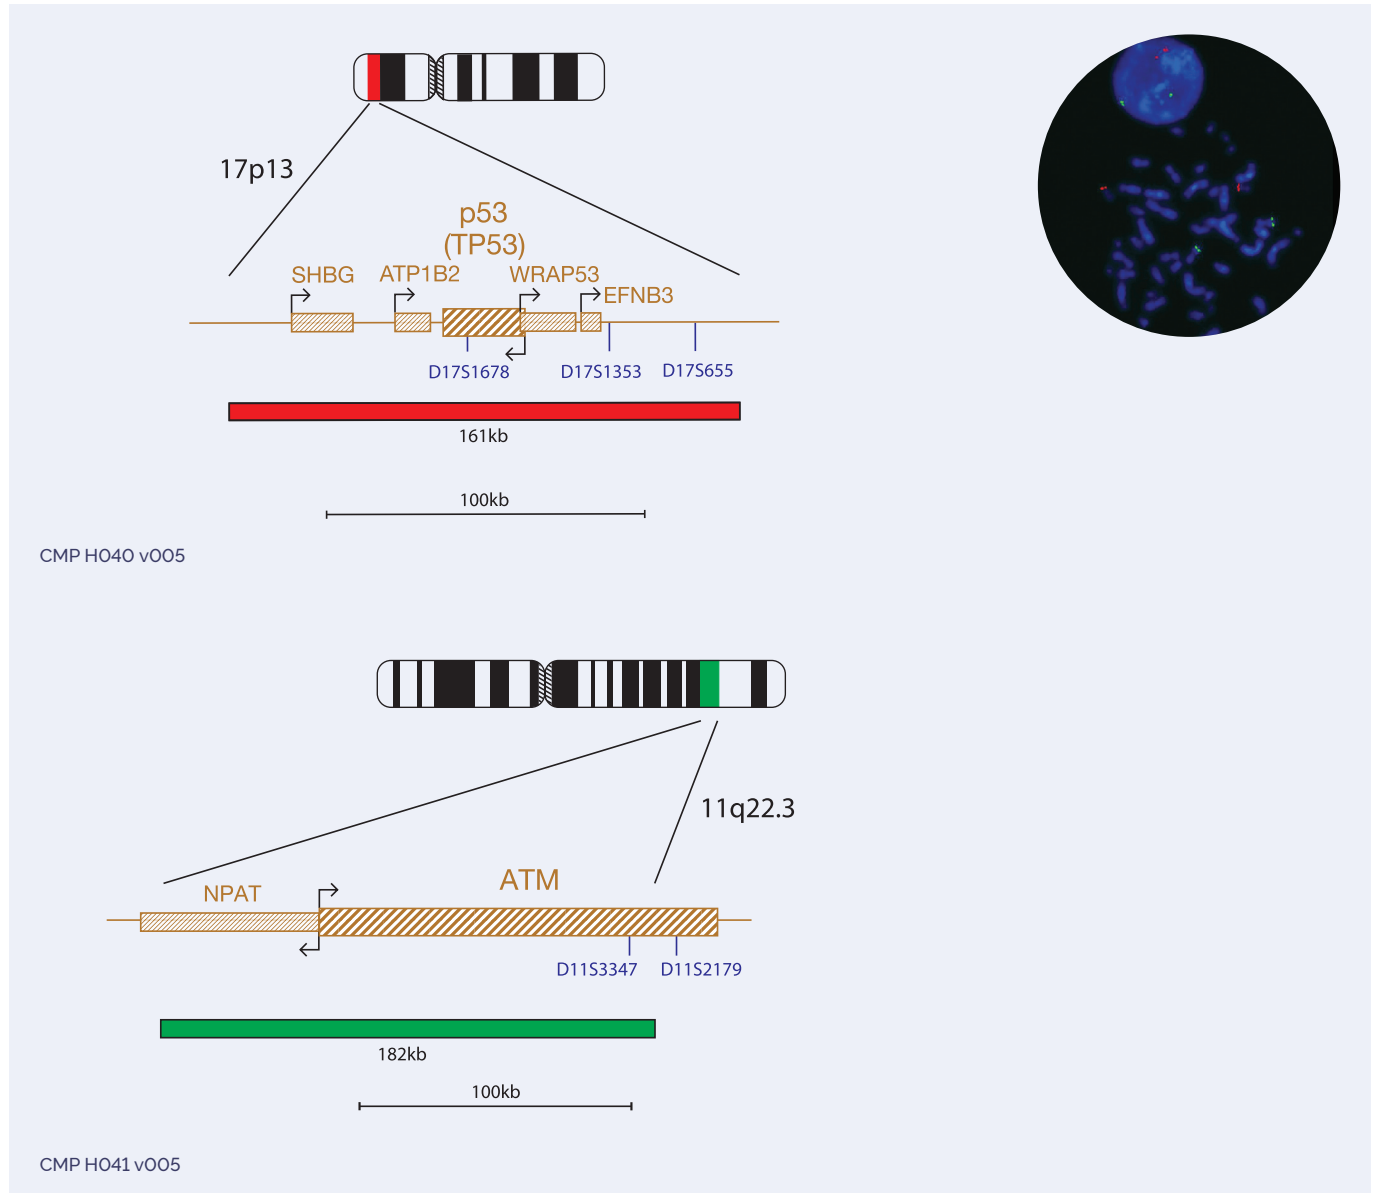 17p13
p53
(TP53)
SHBG
ATP1B2
WRAP53
EFNB3
D17S1678
D17S1353
D17S655
161kb
100kb
CMP H040 v005
11q22.3
ATM
NPAT
D11S3347
D11S2179
182kb
100kb
CMP H041 v005